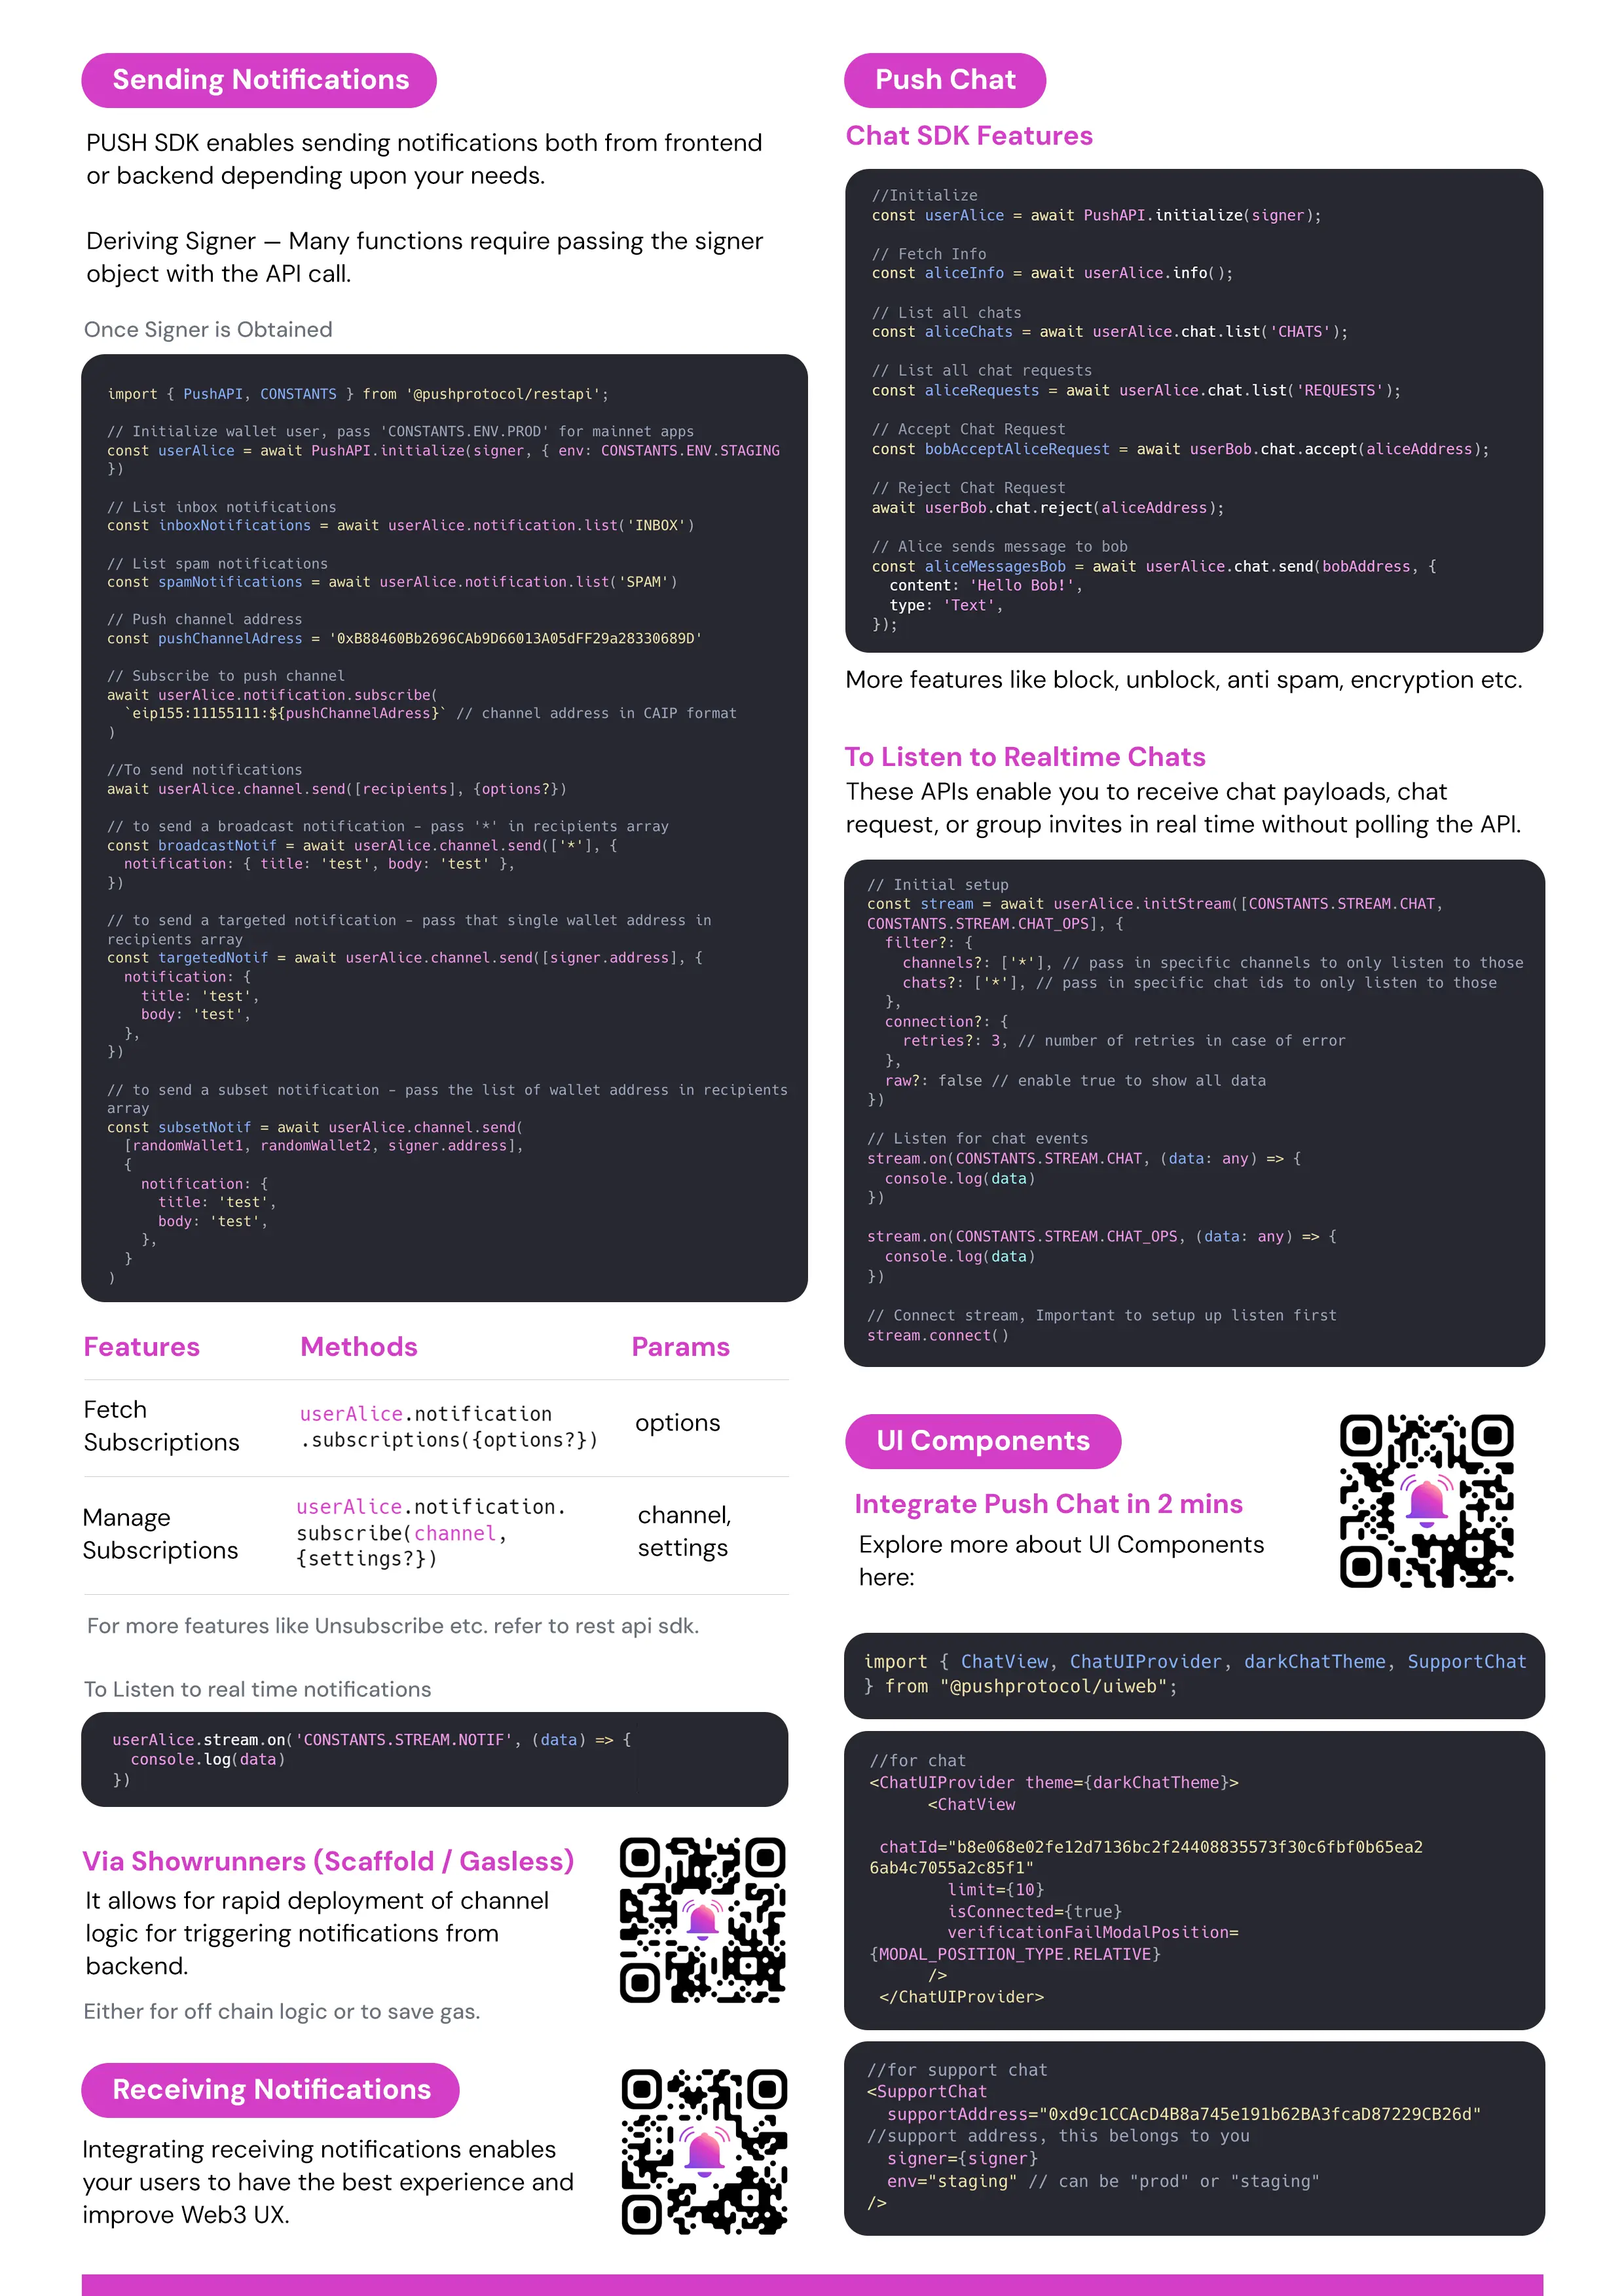 Sending Notifications
PUSH SDK enables sending notifications both from frontend
or backend depending upon your needs.
Deriving Signer — Many functions require passing the signer
object with the API call.
Once Signer is Obtained
import { PushAPI, CONSTANTS } from '@pushprotocol/restapi';
// Initialize wallet user, pass 'CONSTANTS.ENV.PROD' for mainnet apps
const userAlice = await PushAPI.initialize(signer, { env: CONSTANTS.ENV.STAGING
})
// List inbox notifications
const inboxNotifications = await userAlice.notification.list('INBOX')
// List spam notifications
const spamNotifications = await userAlice.notification.list('SPAM')
// Push channel address
const pushChannelAdress = '0xB88460Bb2696CAb9D66013A05dFF29a28330689D'
// Subscribe to push channel
await userAlice.notification.subscribe(
`eip155:11155111:${pushChannelAdress}` // channel address in CAIP format
)
//To send notifications
await userAlice.channel.send([recipients], {options?})
// to send a broadcast notification - pass '*' in recipients array
const broadcastNotif = await userAlice.channel.send(['*'], {
notification: { title: 'test', body: 'test' },
})
// to send a targeted notification - pass that single wallet address in
recipients array
const targetedNotif = await userAlice.channel.send([signer.address], {
notification: {
title: 'test',
body: 'test',
},
})
// to send a subset notification - pass the list of wallet address in recipients
array
const subsetNotif = await userAlice.channel.send(
[randomWallet1, randomWallet2, signer.address],
{
notification: {
title: 'test',
body: 'test',
},
}
)
Features Methods Params
Fetch
Subscriptions
userAlice.notification
.subscriptions({options?})
options
Manage
Subscriptions
userAlice.notification.
subscribe(channel,
{settings?})
channel,
settings
For more features like Unsubscribe etc. refer to rest api sdk.
To Listen to real time notifications
userAlice.stream.on('CONSTANTS.STREAM.NOTIF', (data) => {
console.log(data)
})
Via Showrunners (Scaffold / Gasless)
It allows for rapid deployment of channel
logic for triggering notifications from
backend.
Either for off chain logic or to save gas.
Receiving Notifications
Integrating receiving notifications enables
your users to have the best experience and
improve Web3 UX.
Push Chat
Chat SDK Features
//Initialize
const userAlice = await PushAPI.initialize(signer);
// Fetch Info
const aliceInfo = await userAlice.info();
// List all chats
const aliceChats = await userAlice.chat.list('CHATS');
// List all chat requests
const aliceRequests = await userAlice.chat.list('REQUESTS');
// Accept Chat Request
const bobAcceptAliceRequest = await userBob.chat.accept(aliceAddress);
// Reject Chat Request
await userBob.chat.reject(aliceAddress);
// Alice sends message to bob
const aliceMessagesBob = await userAlice.chat.send(bobAddress, {
content: 'Hello Bob!',
type: 'Text',
});
More features like block, unblock, anti spam, encryption etc.
To Listen to Realtime Chats
These APIs enable you to receive chat payloads, chat
request, or group invites in real time without polling the API.
// Initial setup
const stream = await userAlice.initStream([CONSTANTS.STREAM.CHAT,
CONSTANTS.STREAM.CHAT_OPS], {
filter?: {
channels?: ['*'], // pass in specific channels to only listen to those
chats?: ['*'], // pass in specific chat ids to only listen to those
},
connection?: {
retries?: 3, // number of retries in case of error
},
raw?: false // enable true to show all data
})
// Listen for chat events
stream.on(CONSTANTS.STREAM.CHAT, (data: any) => {
console.log(data)
})
stream.on(CONSTANTS.STREAM.CHAT_OPS, (data: any) => {
console.log(data)
})
// Connect stream, Important to setup up listen first
stream.connect()
UI Components
Integrate Push Chat in 2 mins
Explore more about UI Components
here:
import { ChatView, ChatUIProvider, darkChatTheme, SupportChat
} from "@pushprotocol/uiweb";
//for chat
<ChatUIProvider theme={darkChatTheme}>
<ChatView
chatId="b8e068e02fe12d7136bc2f24408835573f30c6fbf0b65ea2
6ab4c7055a2c85f1"
limit={10}
isConnected={true}
verificationFailModalPosition=
{MODAL_POSITION_TYPE.RELATIVE}
/>
</ChatUIProvider>
//for support chat
<SupportChat
supportAddress="0xd9c1CCAcD4B8a745e191b62BA3fcaD87229CB26d"
//support address, this belongs to you
signer={signer}
env="staging" // can be "prod" or "staging"
/>